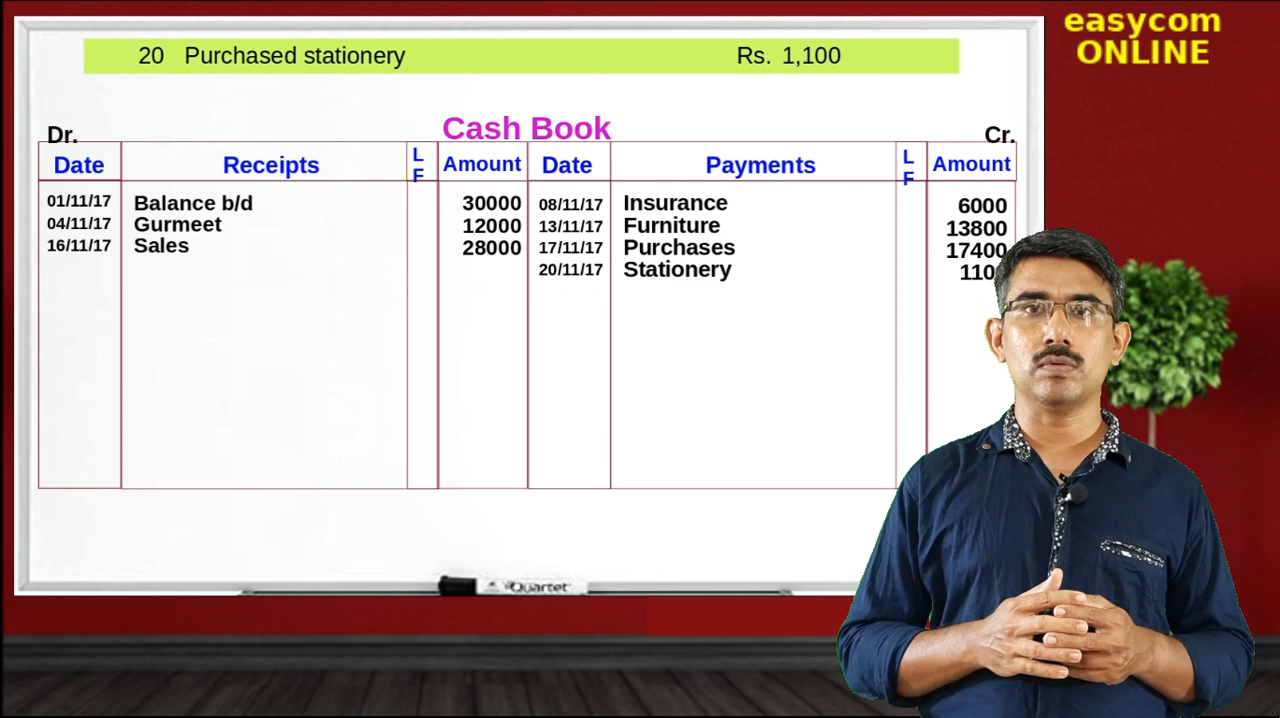 easycom
ONLINE
20 Purchased stationery Rs. 1,100
Cash Book
Dr. Cr.
Date Receipts L F Amount Date Payments L F Amount
01/11/17 Balance b/d 30000 08/11/17 Insurance 6000
04/11/17 Gurmeet 12000 13/11/17 Furniture 13800
16/11/17 Sales 28000 17/11/17 Purchases 17400
20/11/17 Stationery
Quartet